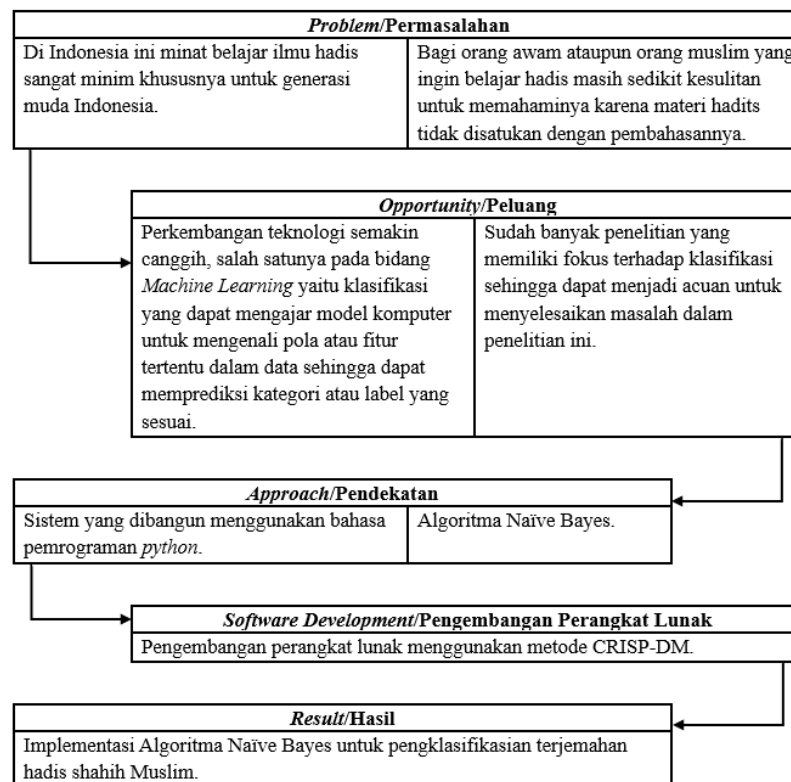 Problem/Permasalahan
Di Indonesia ini minat belajar ilmu hadis
sangat minim khususnya untuk generasi
muda Indonesia.
Bagi orang awam ataupun orang muslim yang
ingin belajar hadis masih sedikit kesulitan
untuk memahaminya karena materi hadits
tidak disatukan dengan pembahasannya.
Opportunity/Peluang
Perkembangan teknologi semakin
canggih, salah satunya pada bidang
Machine Learning yaitu klasifikasi
yang dapat mengajar model komputer
untuk mengenali pola atau fitur
tertentu dalam data sehingga dapat
memprediksi kategori atau label yang
sesuai.
Sudah banyak penelitian yang
memiliki fokus terhadap klasifikasi
sehingga dapat menjadi acuan untuk
menyelesaikan masalah dalam
penelitian ini.
Approach/Pendekatan
Sistem yang dibangun menggunakan bahasa
pemrograman python.
Algoritma Naïve Bayes.
Software Development/Pengembangan Perangkat Lunak
Pengembangan perangkat lunak menggunakan metode CRISP-DM.
Result/Hasil
Implementasi Algoritma Naïve Bayes untuk pengklasifikasian terjemahan
hadis shahih Muslim.